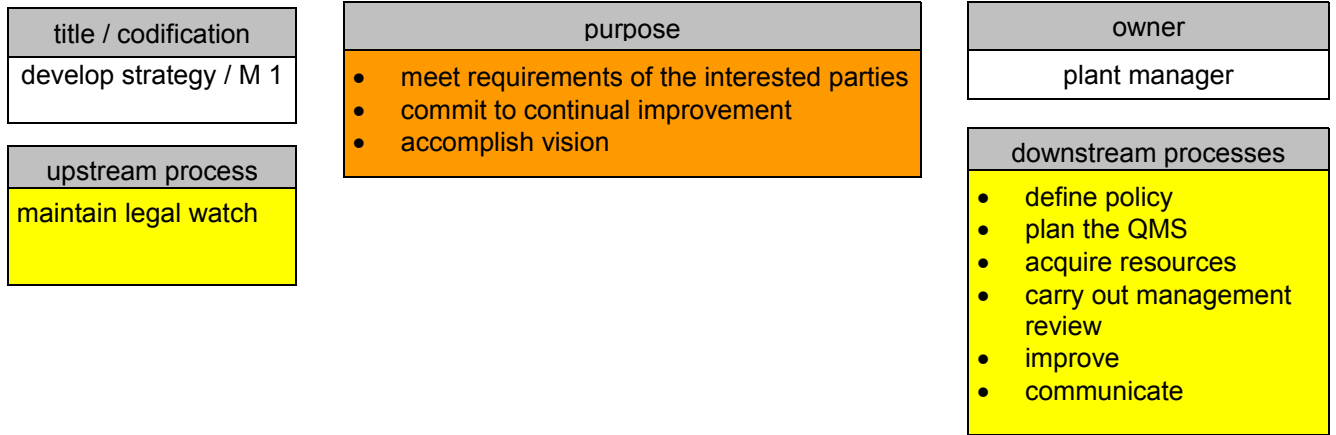 title / codification
develop strategy / M 1
upstream process
maintain legal watch
purpose
• meet requirements of the interested parties
• commit to continual improvement
• accomplish vision
owner
plant manager
downstream processes
• define policy
• plan the QMS
• acquire resources
• carry out management
review
• improve
• communicate